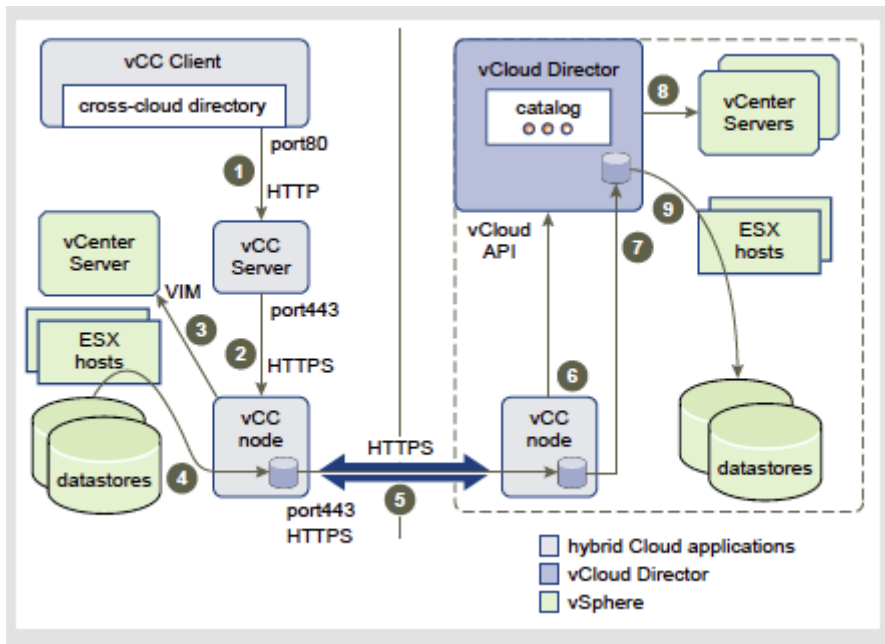 vCC Client
cross-cloud directory
port80
1
HTTP
vCenter
Server
vCC
Server
VIM
port443
3
2
HTTPS
ESX
hosts
vCC
node
datastores
4
HTTPS
5
port443
HTTPS
vCloud Director
catalog
8
vCenter
Servers
9
vCloud
API
7
ESX
hosts
6
vCC
node
datastores
hybrid Cloud applications
vCloud Director
vSphere